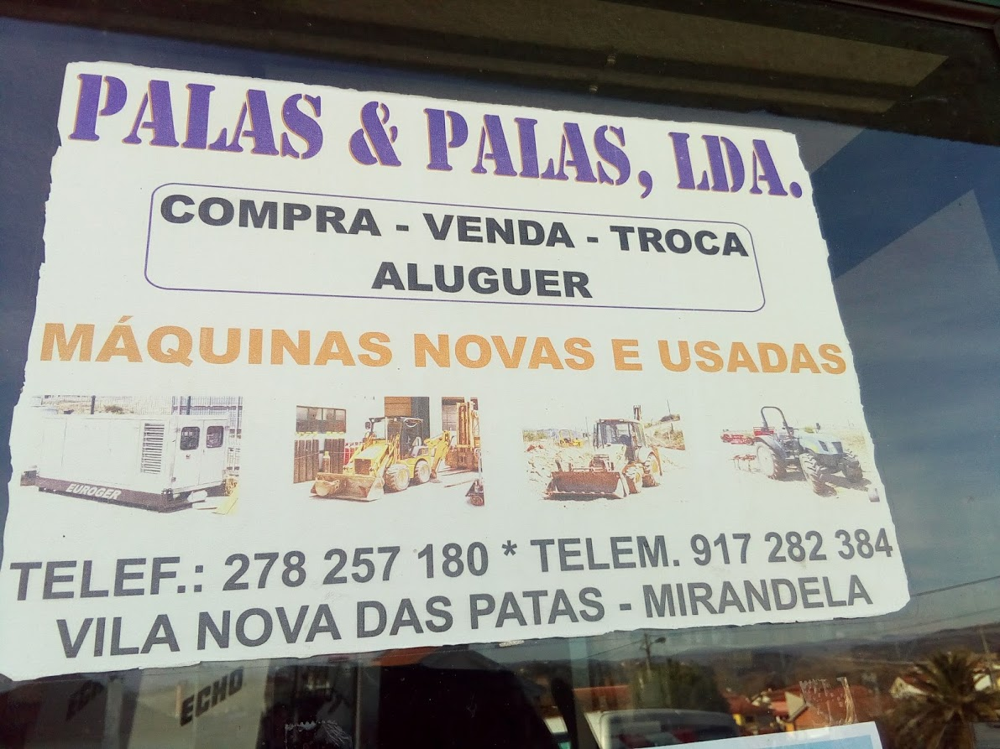 PALAS & PALAS, LDA.
COMPRA - VENDA - TROCA
ALUGUER
MÁQUINAS NOVAS E USADAS
EUROGER
TELEF.: 278 257 180 * TELEM. 917 282 384
VILA NOVA DAS PATAS - MIRANDELA
ECHO